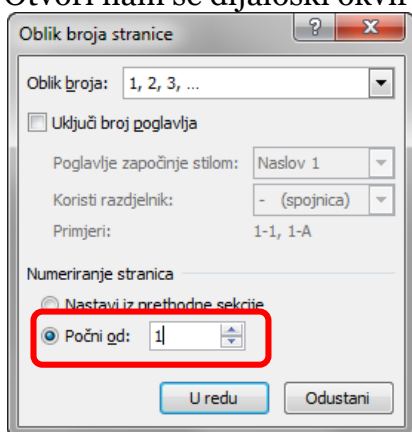 Otvori nam se dijaloški okvir
Oblik broja stranice
Oblik broja: 1, 2, 3, ...
Uključi broj poglavlja
Poglavlje započinje stilom: Naslov 1
Koristi razdjelnik: - (spojnica)
Primjeri: 1-1, 1-A
Numeriranje stranica
Nastavi iz prethodne sekcije
Počni od: 1
U redu Odustani